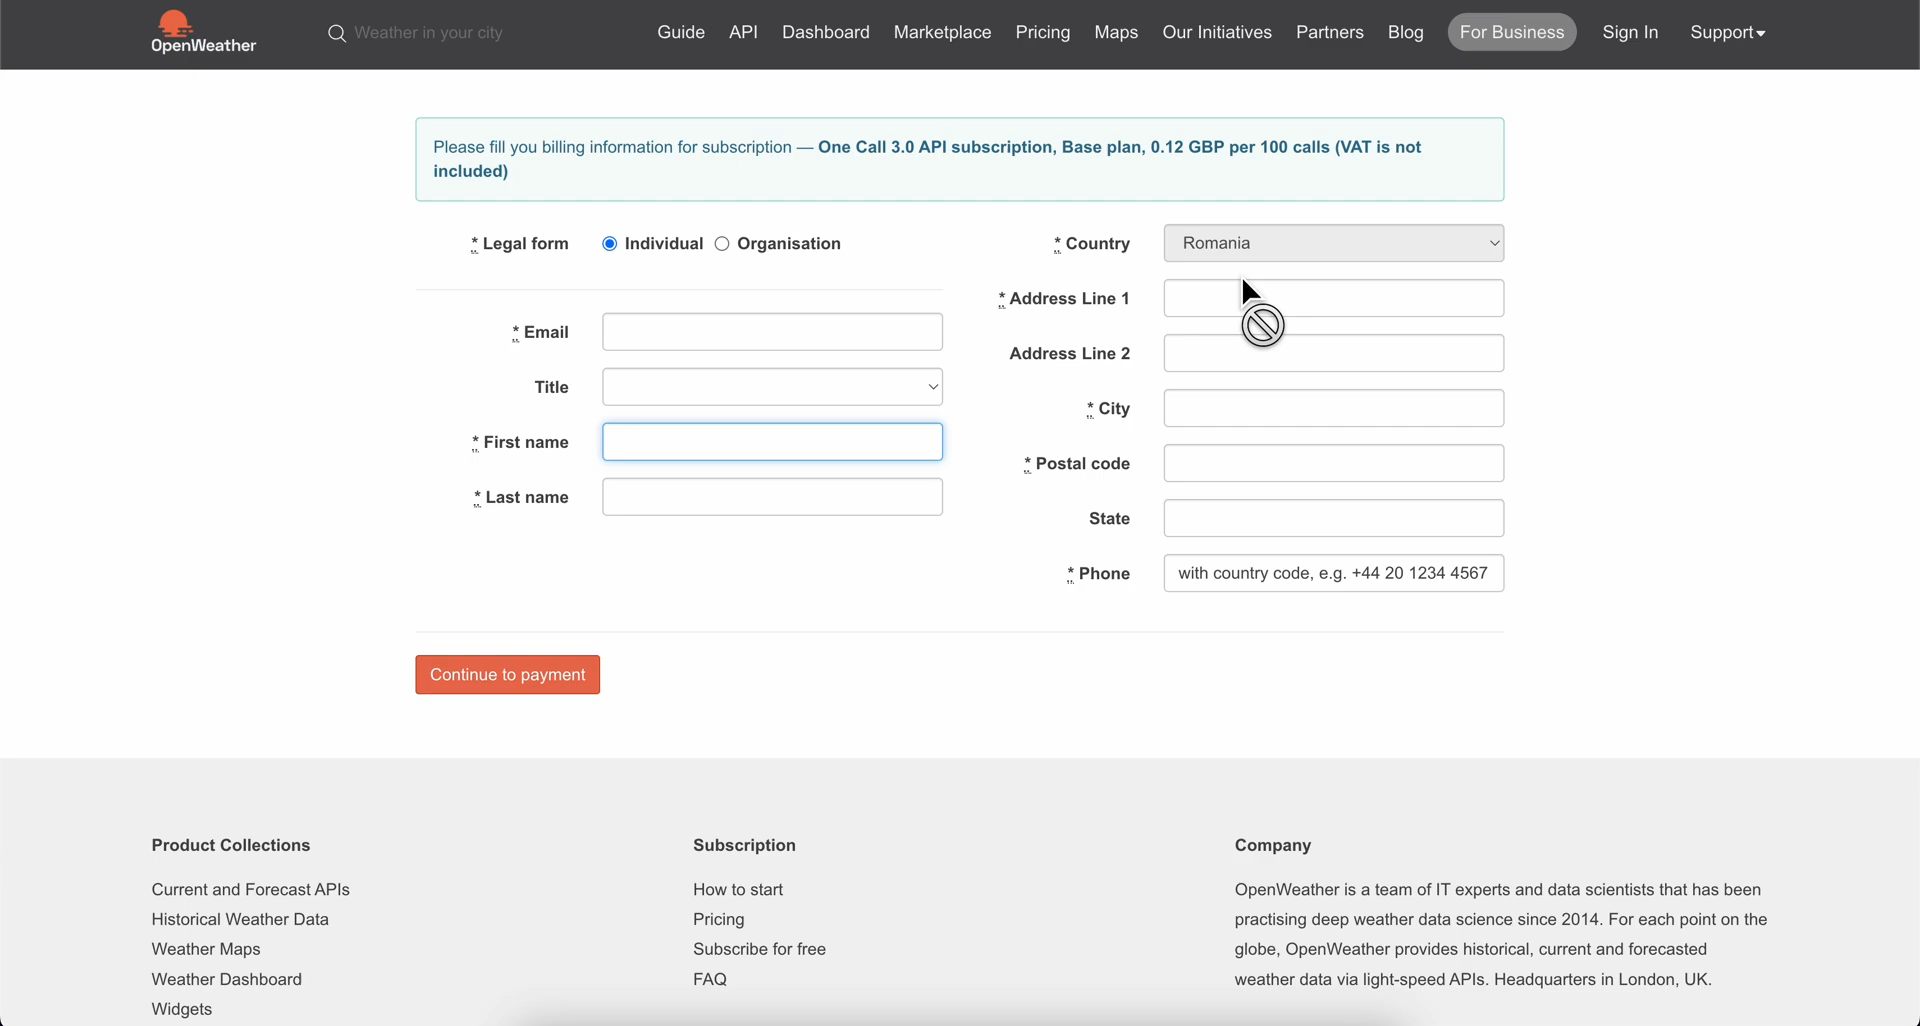 OpenWeather
Weather in your city
Guide API Dashboard Marketplace Pricing Maps Our Initiatives Partners Blog For Business Sign In Support
Please fill you billing information for subscription — One Call 3.0 API subscription, Base plan, 0.12 GBP per 100 calls (VAT is not
included)
* Legal form Individual Organisation
* Email
Title
* First name
* Last name
* Country Romania
* Address Line 1
Address Line 2
* City
* Postal code
State
* Phone with country code, e.g. +44 20 1234 4567
Continue to payment
Product Collections
Current and Forecast APIs
Historical Weather Data
Weather Maps
Weather Dashboard
Widgets
Subscription
How to start
Pricing
Subscribe for free
FAQ
Company
OpenWeather is a team of IT experts and data scientists that has been
practising deep weather data science since 2014. For each point on the
globe, OpenWeather provides historical, current and forecasted
weather data via light-speed APIs. Headquarters in London, UK.